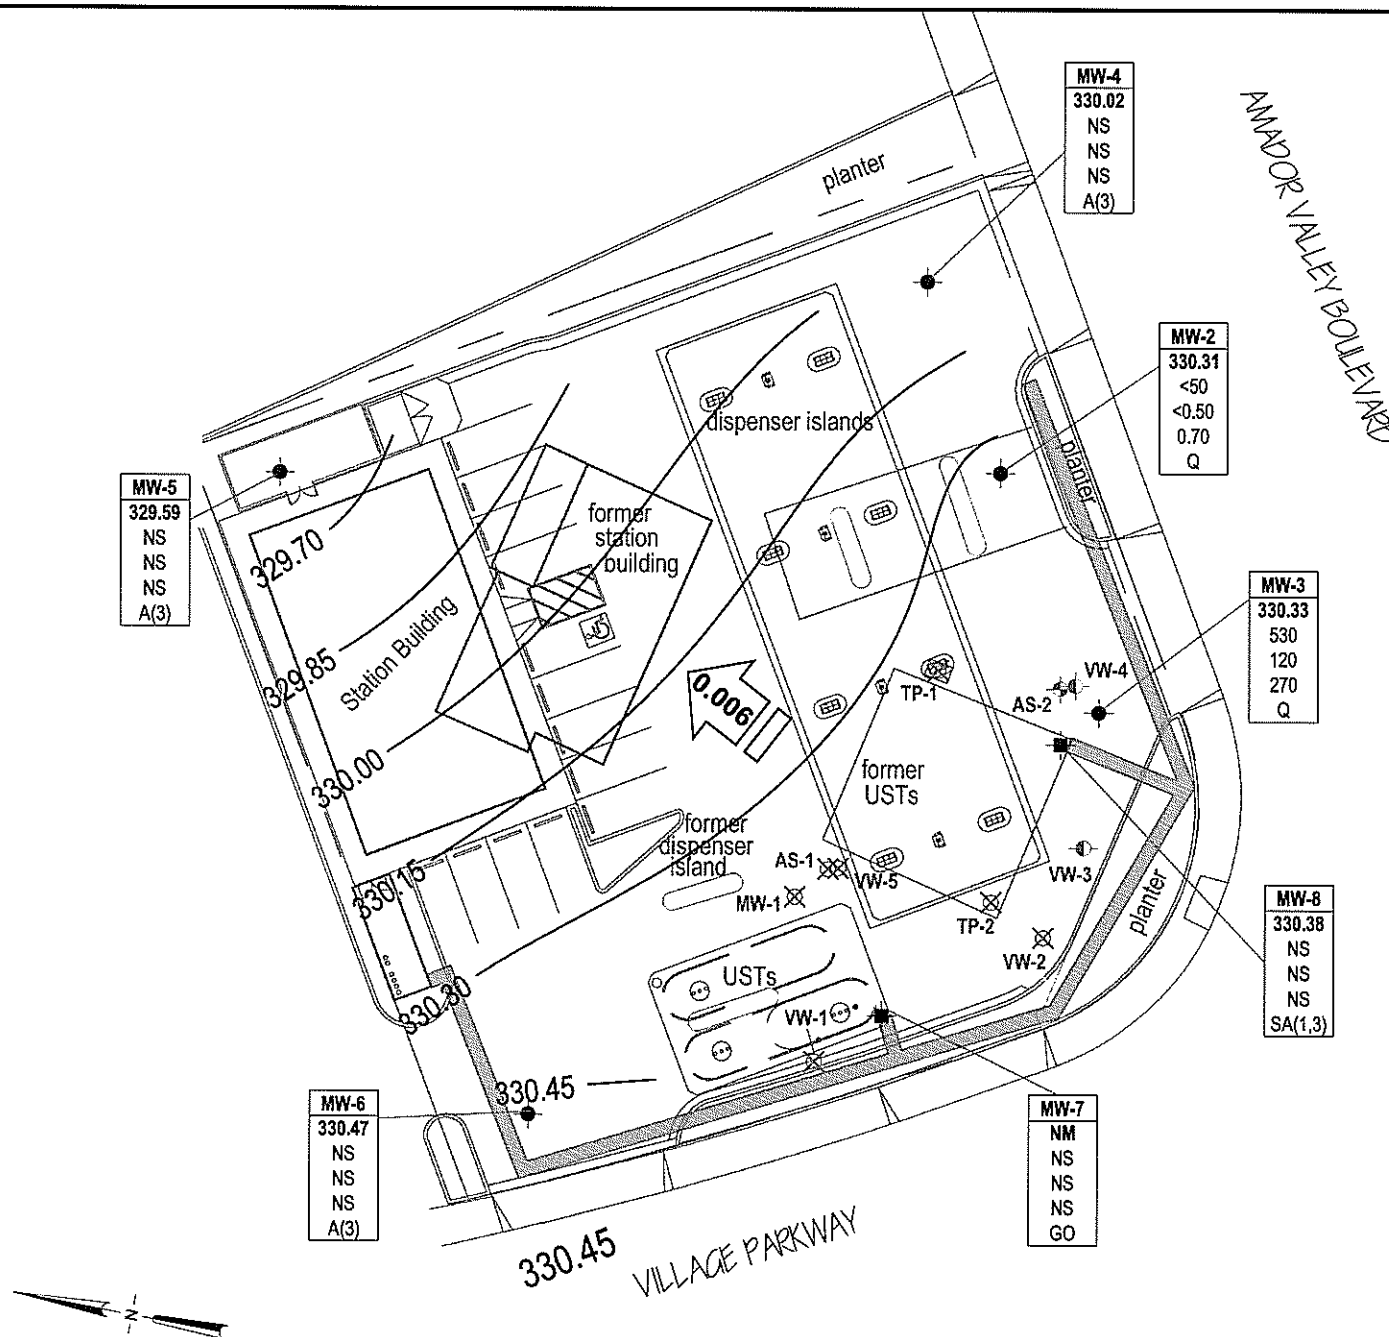 MW-4
330.02
NS
NS
NS
A(3)
AMADOR VALLEY BOULEVARD
planter
MW-2
330.31
<50
<0.50
0.70
Q
dispenser islands
planter
MW-5
329.59
NS
NS
NS
A(3)
329.70
former
station
building
MW-3
330.33
530
120
270
Q
329.85
Station Building
0.006
TP-1
AS-2
VW-4
330.00
former
USTs
former
dispenser
island
AS-1
VW-5
VW-3
MW-1
330.15
TP-2
VW-2
planter
MW-8
330.38
NS
NS
NS
SA(1,3)
USTs
VW-1
330.30
330.45
MW-6
330.47
NS
NS
NS
A(3)
MW-7
NM
NS
NS
NS
GO
330.45
VILLAGE PARKWAY
N